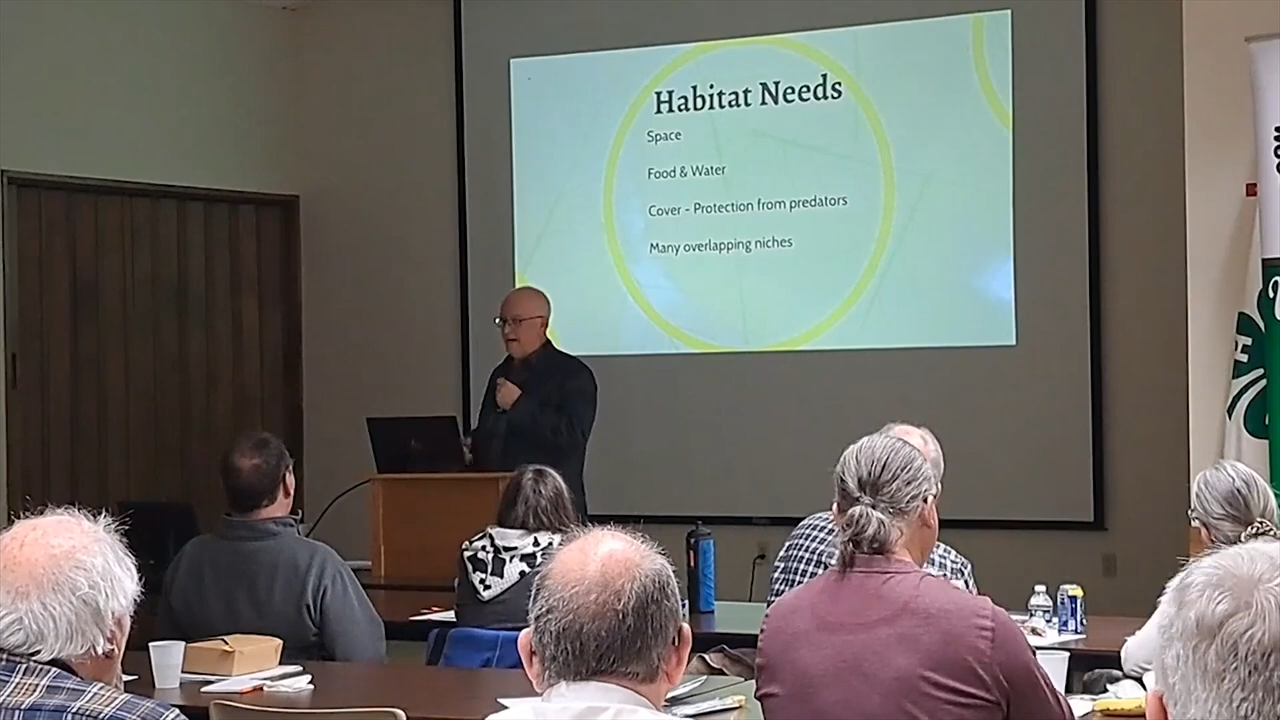 Habitat Needs
Space
Food & Water
Cover - Protection from predators
Many overlapping niches
H